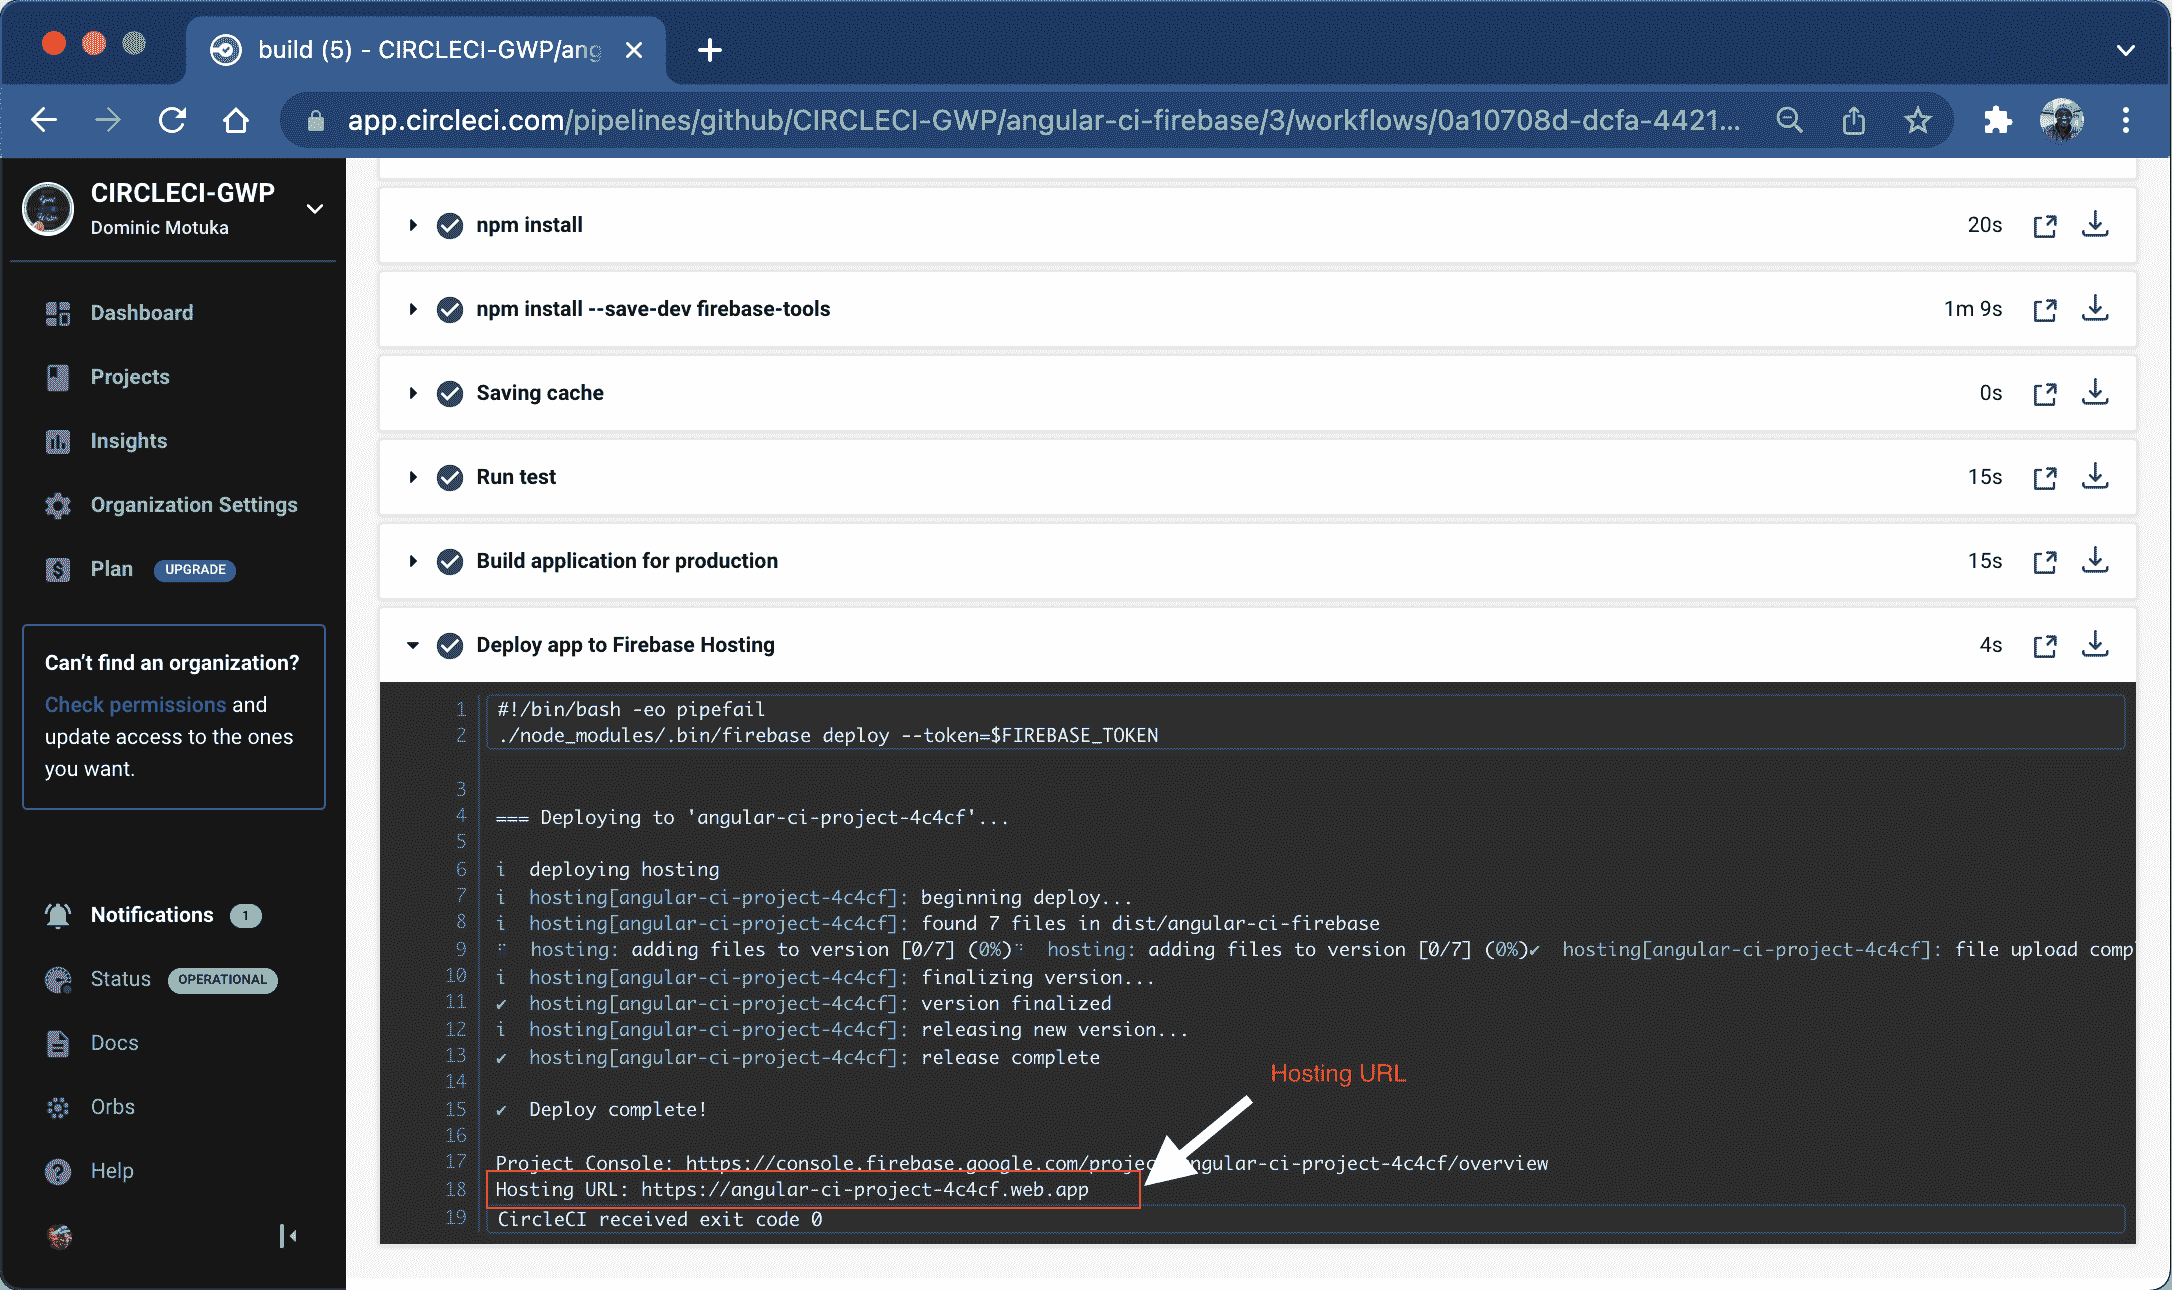 build (5) - CIRCLECI-GWP/ang
app.circleci.com/pipelines/github/CIRCLECI-GWP/angular-ci-firebase/3/workflows/0a10708d-dcfa-4421...
CIRCLECI-GWP
Dominic Motuka
Dashboard
Projects
Insights
Organization Settings
Plan UPGRADE
Can't find an organization?
Check permissions and
update access to the ones
you want.
Notifications 1
Status OPERATIONAL
Docs
Orbs
Help
npm install 20s
npm install --save-dev firebase-tools 1m 9s
Saving cache 0s
Run test 15s
Build application for production 15s
Deploy app to Firebase Hosting 4s
1 #!/bin/bash -eo pipefail
2 ./node_modules/.bin/firebase deploy --token=$FIREBASE_TOKEN
3
4 === Deploying to 'angular-ci-project-4c4cf'...
5
6 i deploying hosting
7 i hosting[angular-ci-project-4c4cf]: beginning deploy...
8 i hosting[angular-ci-project-4c4cf]: found 7 files in dist/angular-ci-firebase
9 ⠋ hosting: adding files to version [0/7] (0%)⠋ hosting: adding files to version [0/7] (0%)✔ hosting[angular-ci-project-4c4cf]: file upload comp
10 i hosting[angular-ci-project-4c4cf]: finalizing version...
11 ✔ hosting[angular-ci-project-4c4cf]: version finalized
12 i hosting[angular-ci-project-4c4cf]: releasing new version...
13 ✔ hosting[angular-ci-project-4c4cf]: release complete
14
Hosting URL
15 ✔ Deploy complete!
16
17 Project Console: https://console.firebase.google.com/projec ngular-ci-project-4c4cf/overview
18 Hosting URL: https://angular-ci-project-4c4cf.web.app
19 CircleCI received exit code 0